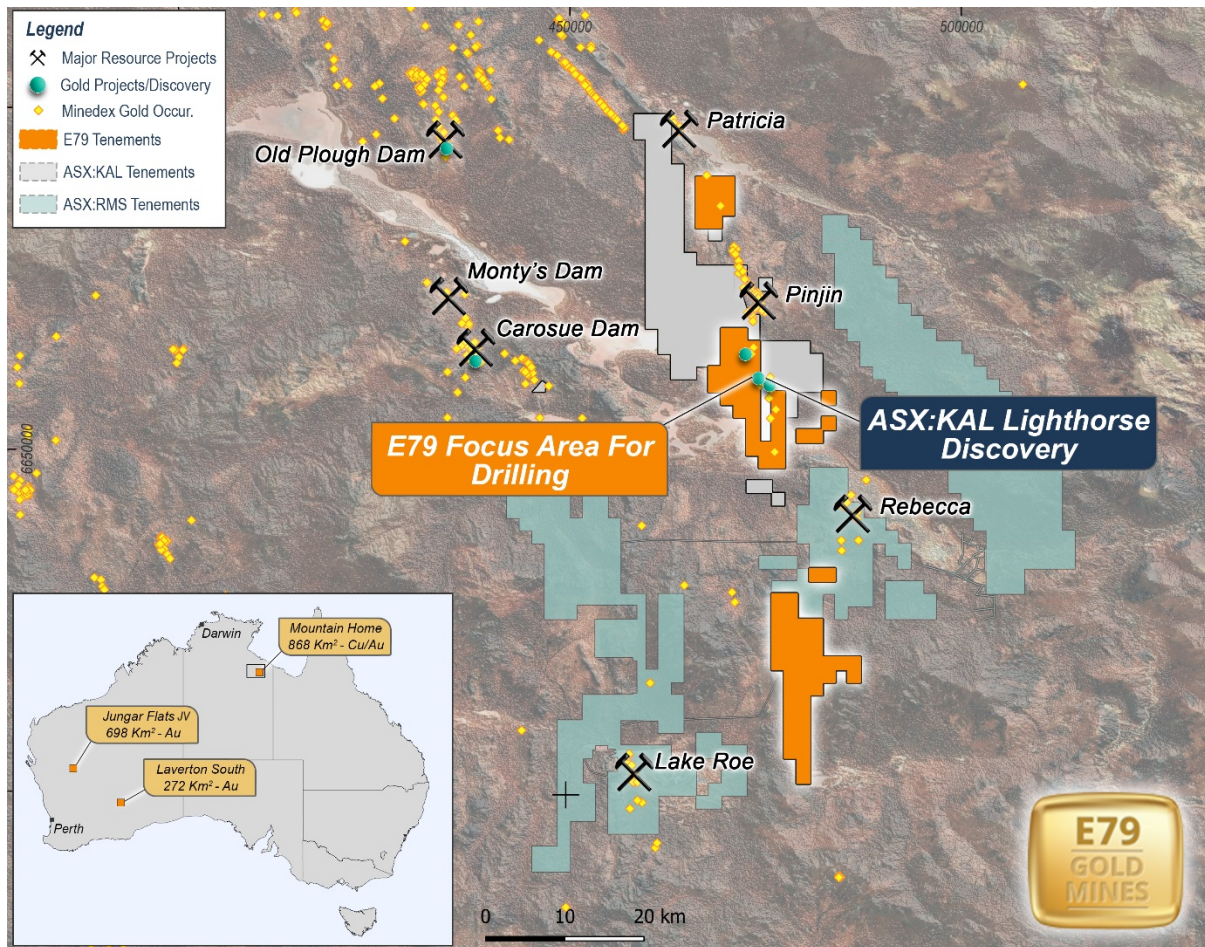 Legend
Major Resource Projects
Gold Projects/Discovery
Minedex Gold Occur.
E79 Tenements
ASX:KAL Tenements
ASX:RMS Tenements
450000
500000
6650000
Patricia
Old Plough Dam
Monty's Dam
Pinjin
Carosue Dam
E79 Focus Area For
Drilling
ASX:KAL Lighthorse
Discovery
Rebecca
Lake Roe
Darwin
Mountain Home
868 Km² - Cu/Au
Jungar Flats JV
698 Km² - Au
Laverton South
272 Km² - Au
Perth
0 10 20 km
E79
GOLD
MINES